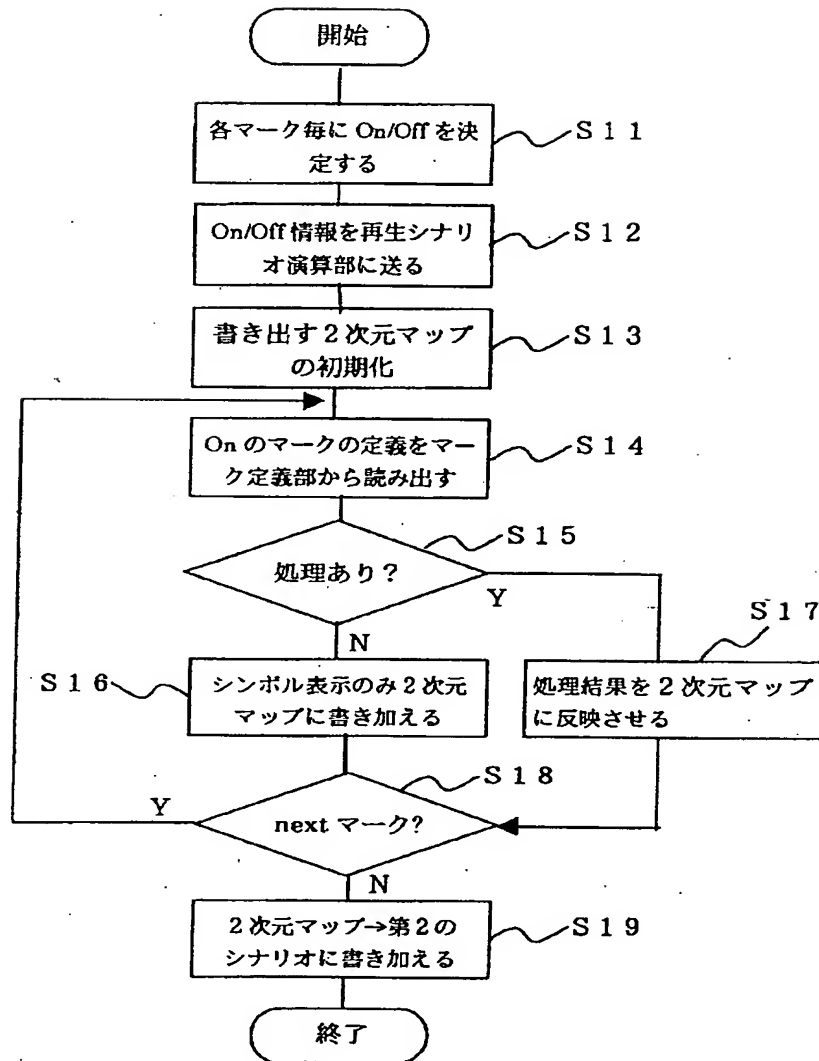 開始
各マーク毎に On/Off を決
定する
S11
On/Off 情報を再生シナリ
オ演算部に送る
S12
書き出す2次元マップ
の初期化
S13
On のマークの定義をマー
ク定義部から読み出す
S14
処理あり？
S15
Y
N
S16
シンボル表示のみ2次元
マップに書き加える
S17
処理結果を2次元マップ
に反映させる
S18
Y
next マーク?
N
2次元マップ→第2の
シナリオに書き加える
S19
終了